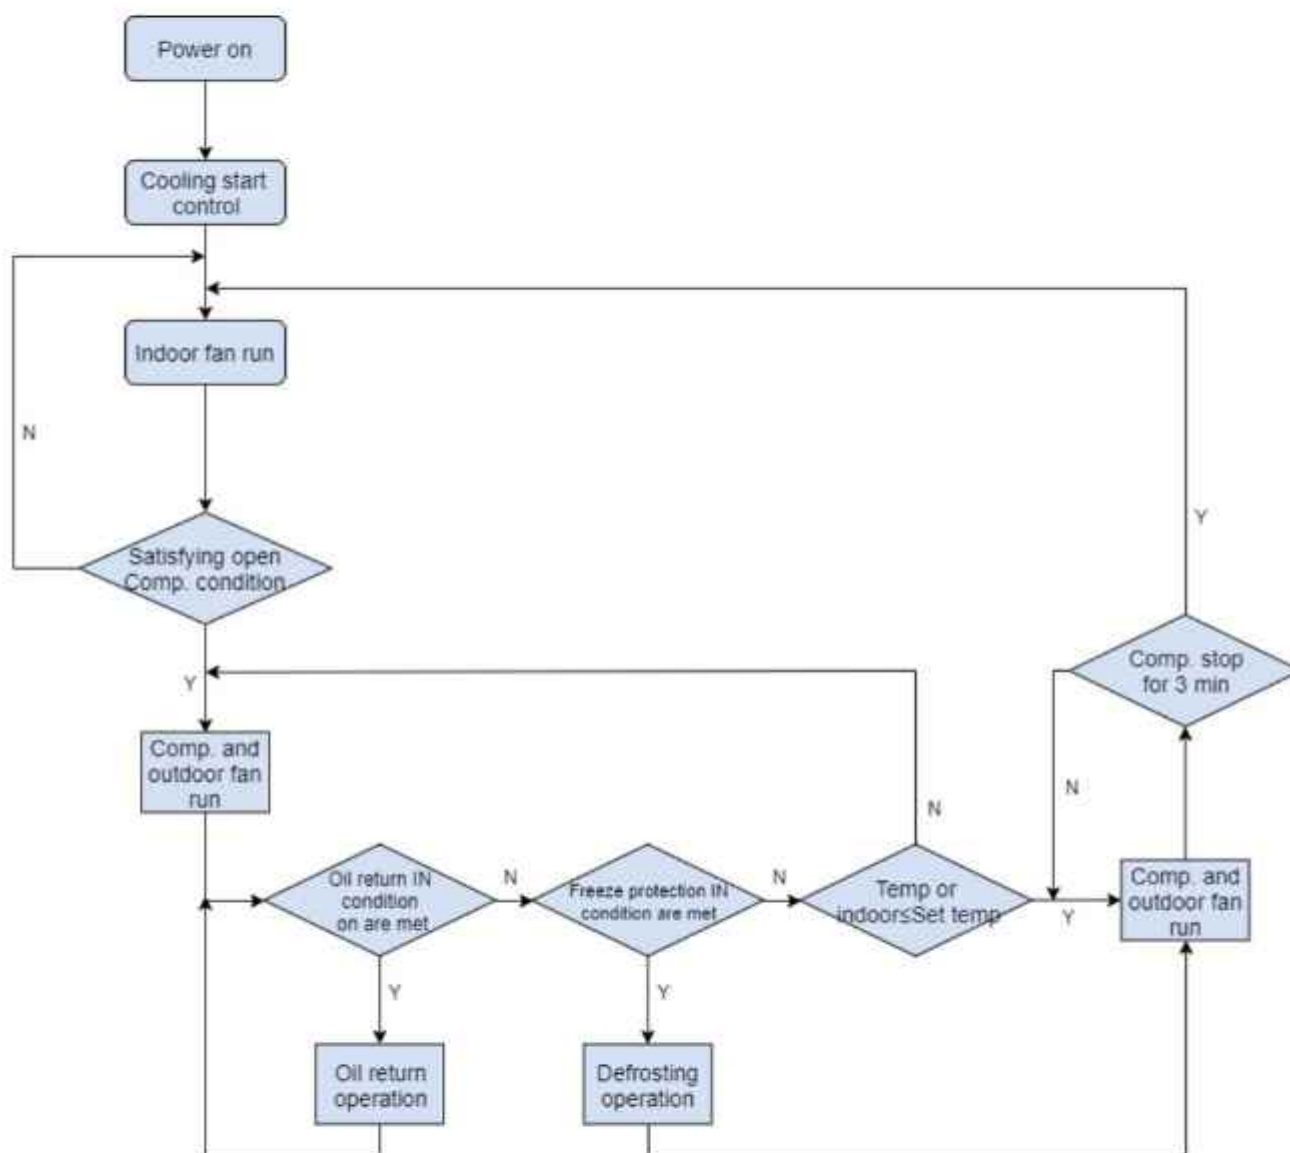 Power on
Cooling start
control
Indoor fan run
N
Satisfying open
Comp. condition
Y
Y
Comp. stop
for 3 min
Comp. and
outdoor fan
run
N
N
Oil return IN
condition
on are met
N
Freeze protection IN
condition are met
N
Temp or
indoor≤Set temp
Y
Comp. and
outdoor fan
run
Y
Y
Oil return
operation
Defrosting
operation